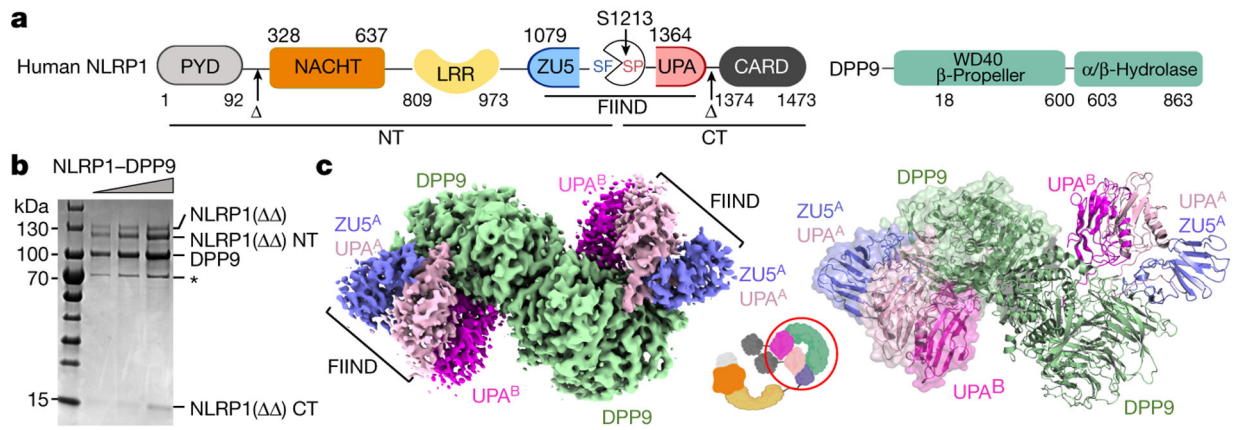 a
328 637 1079 S1213 1364
Human NLRP1 PYD NACHT LRR ZU5 SF SP UPA CARD DPP9 WD40 β-Propeller α/β-Hydrolase
1 92 Δ 809 973 FIIND Δ 1374 1473 18 600 603 863
NT CT
b
NLRP1–DPP9
kDa
130
100
70
15
NLRP1(ΔΔ)
NLRP1(ΔΔ) NT
DPP9
*
NLRP1(ΔΔ) CT
c
DPP9
UPAᴮ
FIIND
ZU5ᴬ
UPAᴬ
ZU5ᴬ
UPAᴬ
FIIND
UPAᴮ
DPP9
DPP9
UPAᴮ
UPAᴬ
ZU5ᴬ
ZU5ᴬ
UPAᴬ
UPAᴮ
DPP9